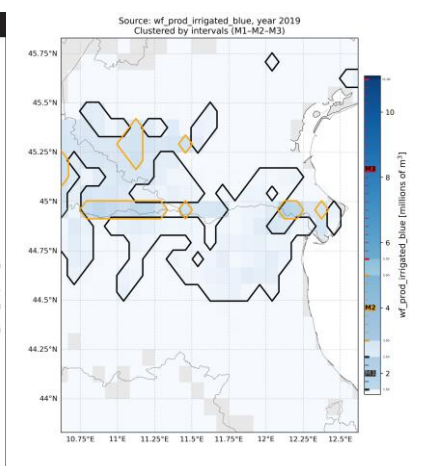 Source: wf_prod_irrigated_blue, year 2019
Clustered by intervals (M1–M2–M3)
45.75°N
45.5°N
45.25°N
45°N
44.75°N
44.5°N
44.25°N
44°N
10.75°E 11°E 11.25°E 11.5°E 11.75°E 12°E 12.25°E 12.5°E
10
M3
8
6
M2
4
2
wf_prod_irrigated_blue [millions of m³]